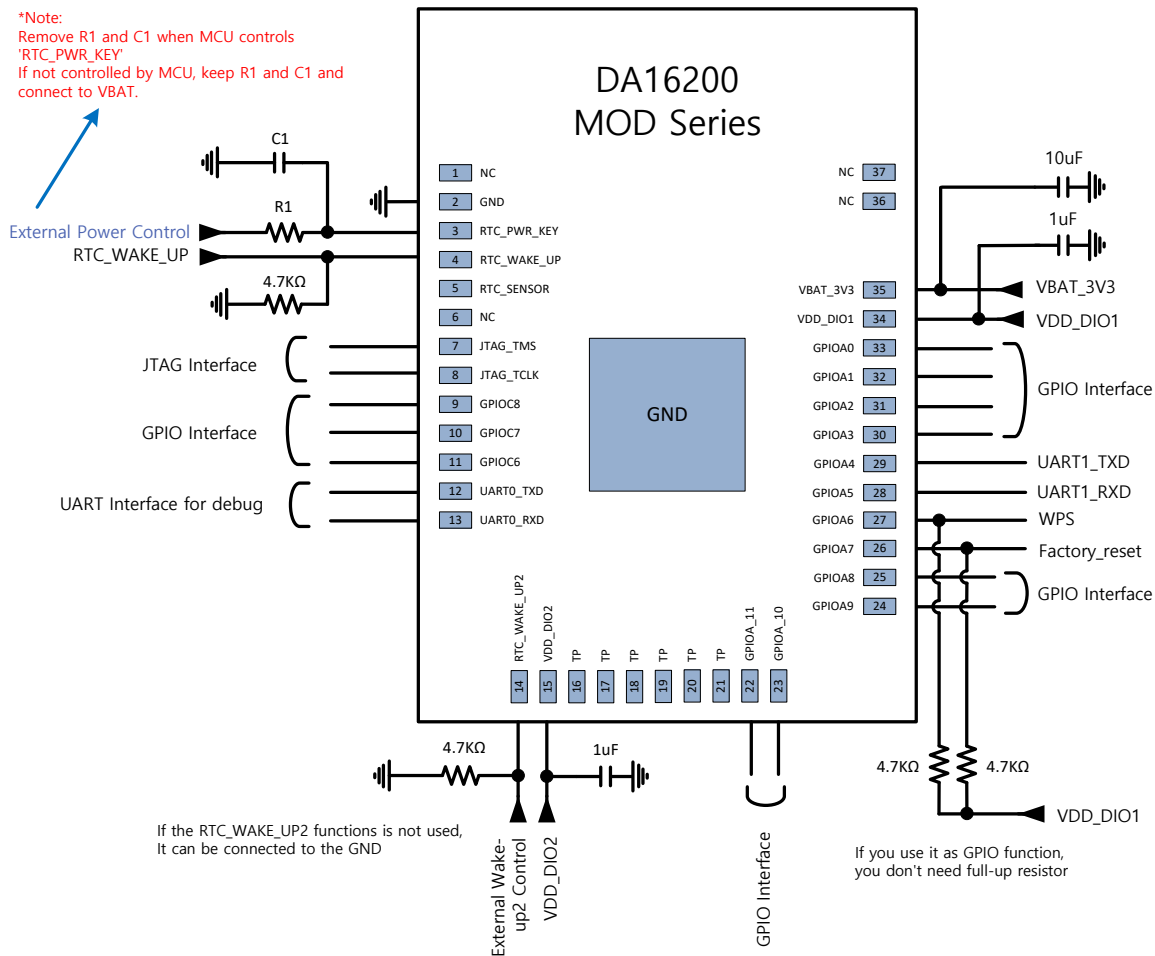 *Note:
Remove R1 and C1 when MCU controls
'RTC_PWR_KEY'
If not controlled by MCU, keep R1 and C1 and
connect to VBAT.
DA16200
MOD Series
C1
R1
External Power Control
RTC_WAKE_UP
4.7KΩ
JTAG Interface
GPIO Interface
UART Interface for debug
1 NC
2 GND
3 RTC_PWR_KEY
4 RTC_WAKE_UP
5 RTC_SENSOR
6 NC
7 JTAG_TMS
8 JTAG_TCLK
9 GPIOC8
10 GPIOC7
11 GPIOC6
12 UART0_TXD
13 UART0_RXD
GND
NC 37
NC 36
VBAT_3V3 35
VDD_DIO1 34
GPIOA0 33
GPIOA1 32
GPIOA2 31
GPIOA3 30
GPIOA4 29
GPIOA5 28
GPIOA6 27
GPIOA7 26
GPIOA8 25
GPIOA9 24
10uF
1uF
VBAT_3V3
VDD_DIO1
GPIO Interface
UART1_TXD
UART1_RXD
WPS
Factory_reset
GPIO Interface
RTC_WAKE_UP2
VDD_DIO2
TP
TP
TP
TP
TP
TP
GPIOA_11
GPIOA_10
14
15
16
17
18
19
20
21
22
23
4.7KΩ
1uF
4.7KΩ
4.7KΩ
VDD_DIO1
If the RTC_WAKE_UP2 functions is not used,
It can be connected to the GND
External Wake-
up2 Control
VDD_DIO2
GPIO Interface
If you use it as GPIO function,
you don't need full-up resistor